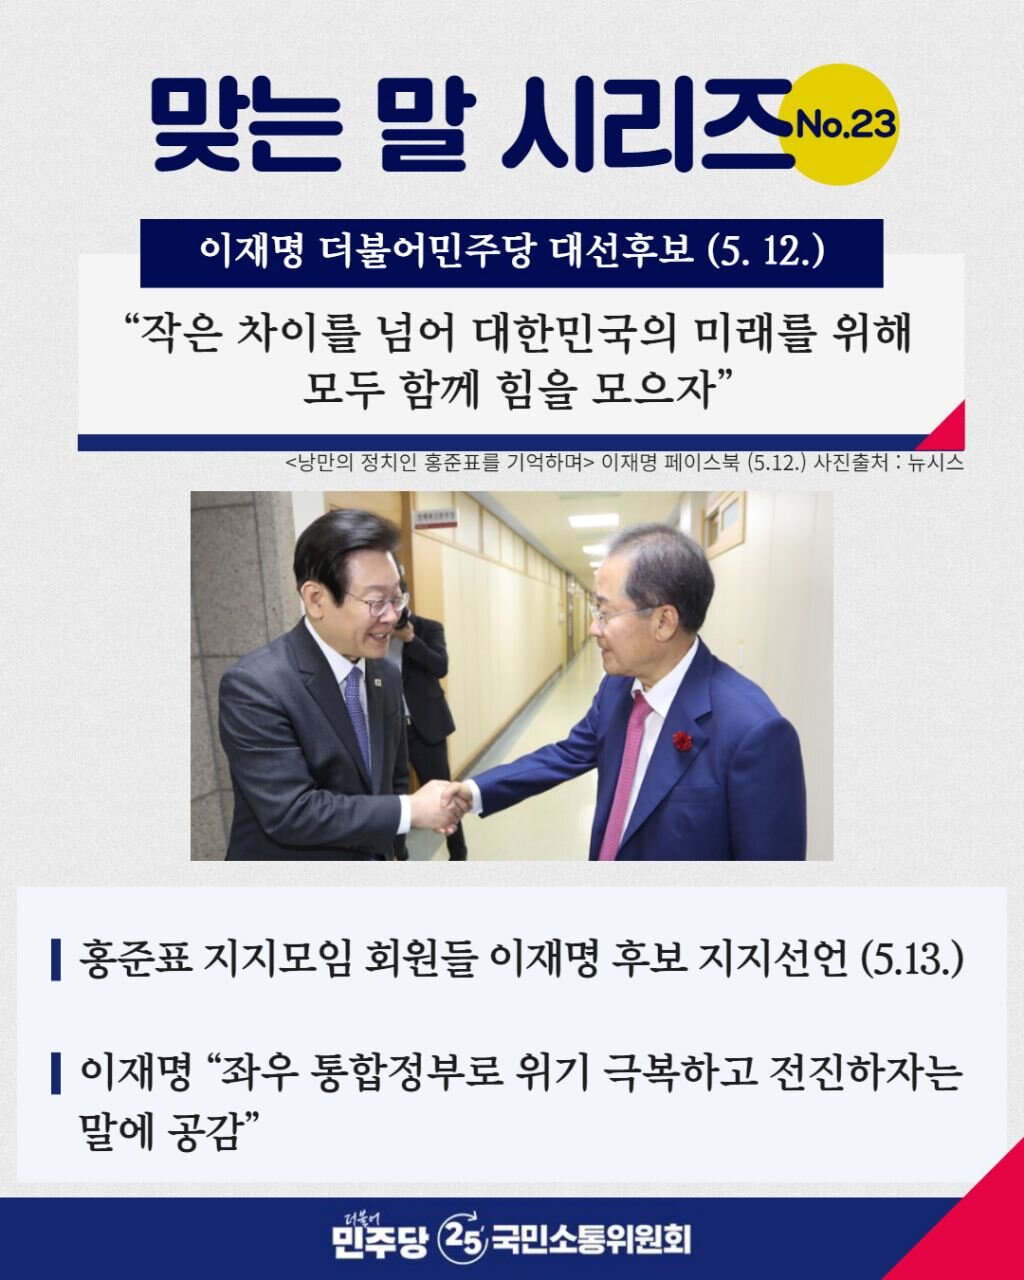 맞는 말 시리즈 No.23
이재명 더불어민주당 대선후보 (5. 12.)
“작은 차이를 넘어 대한민국의 미래를 위해
모두 함께 힘을 모으자”
<낭만의 정치인 홍준표를 기억하며> 이재명 페이스북 (5.12.) 사진출처 : 뉴시스
홍준표 지지모임 회원들 이재명 후보 지지선언 (5.13.)
이재명 “좌우 통합정부로 위기 극복하고 전진하자는
말에 공감”
더불어
민주당 25 국민소통위원회